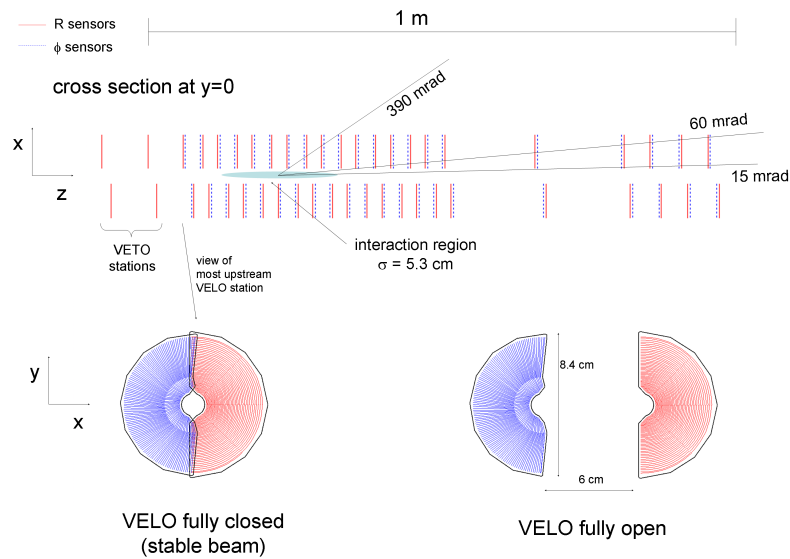 R sensors
ϕ sensors
1 m
cross section at y=0
390 mrad
60 mrad
15 mrad
x
z
VETO
stations
view of
most upstream
VELO station
interaction region
σ = 5.3 cm
y
x
8.4 cm
6 cm
VELO fully closed
(stable beam)
VELO fully open